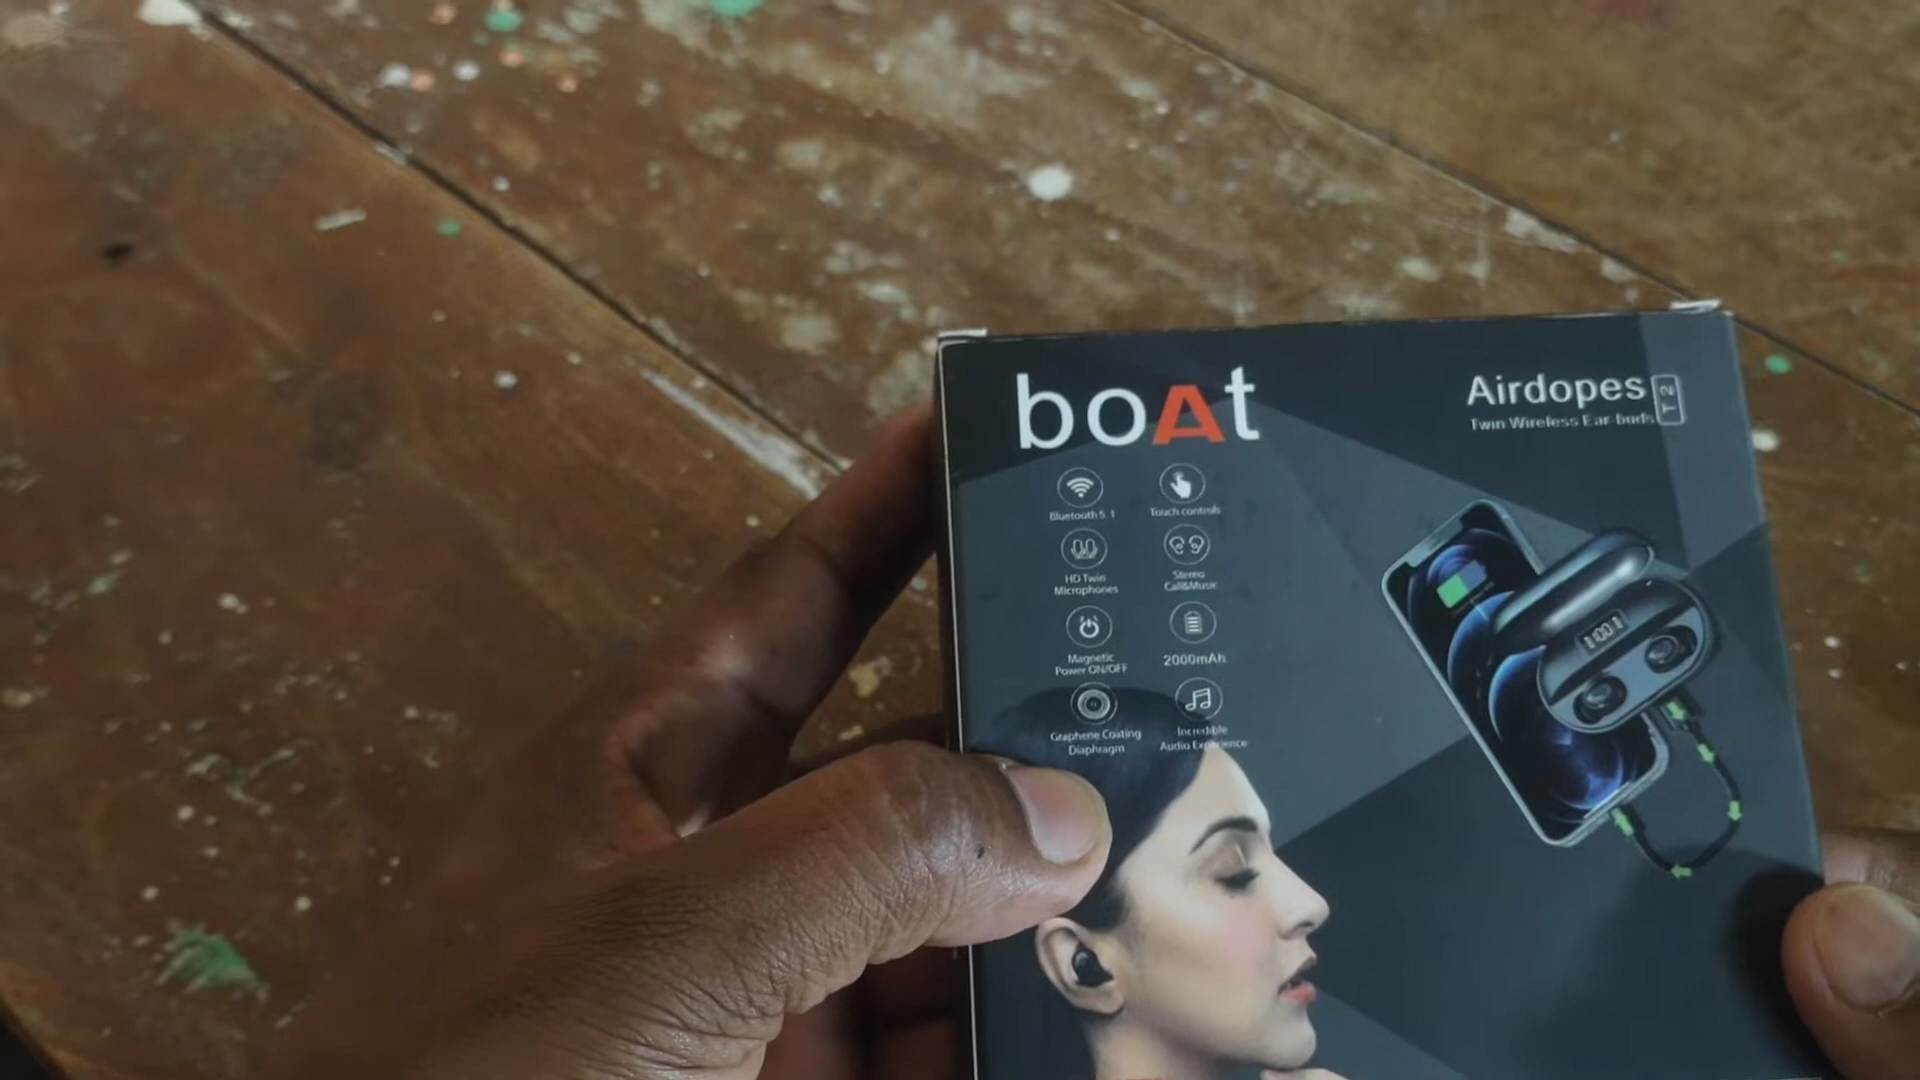 boAt
Airdopes T2
Twin Wireless Ear-buds
Bluetooth 5.1
Touch controls
HD Twin
Microphones
Stereo
Call&Music
Magnetic
Power ON/OFF
2000mAh
Graphene Coating
Diaphragm
Incredible
Audio Experience